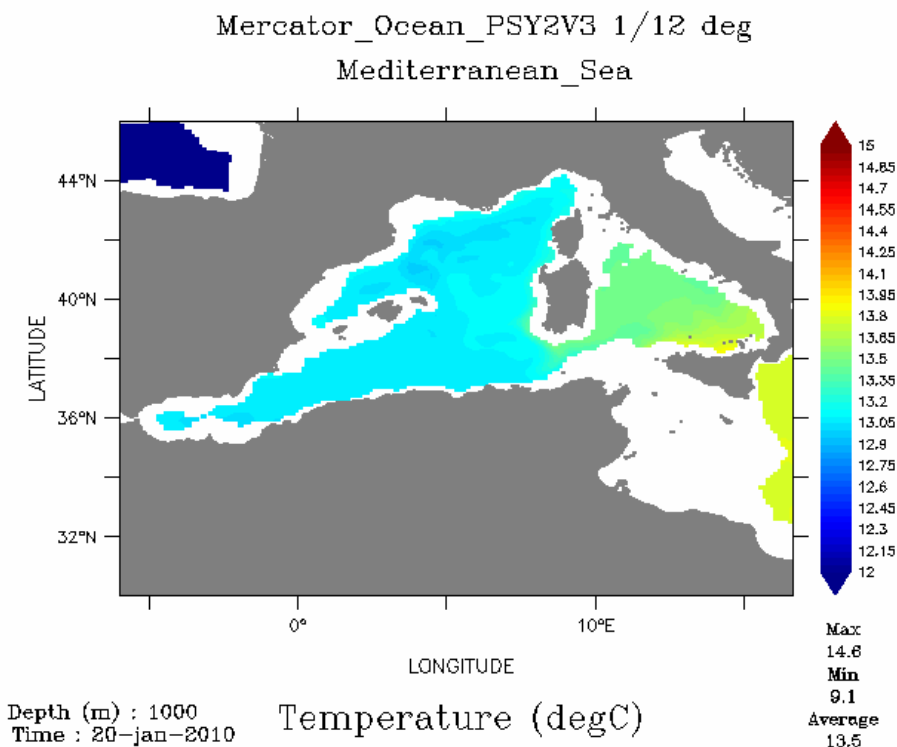 Mercator_Ocean_PSY2V3 1/12 deg
Mediterranean_Sea
15
14.85
14.7
14.55
14.4
14.25
14.1
13.95
13.8
13.65
13.5
13.35
13.2
13.05
12.9
12.75
12.6
12.45
12.3
12.15
12
44°N
40°N
36°N
32°N
LATITUDE
0°
10°E
LONGITUDE
Max
14.6
Min
9.1
Average
13.5
Depth (m) : 1000
Time : 20-jan-2010
Temperature (degC)